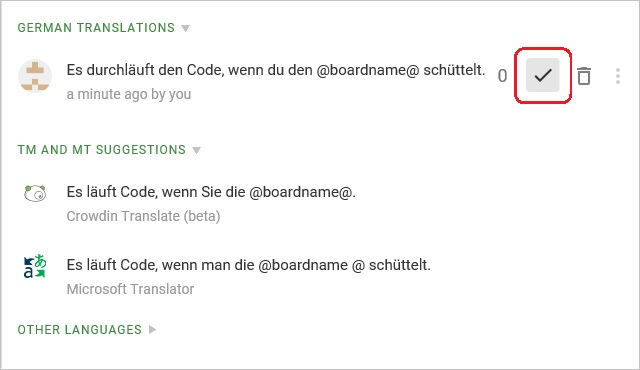 GERMAN TRANSLATIONS
Es durchläuft den Code, wenn du den @boardname@ schüttelt. 0
a minute ago by you
TM AND MT SUGGESTIONS
Es läuft Code, wenn Sie die @boardname@.
Crowdin Translate (beta)
Es läuft Code, wenn man die @boardname @ schüttelt.
Microsoft Translator
OTHER LANGUAGES